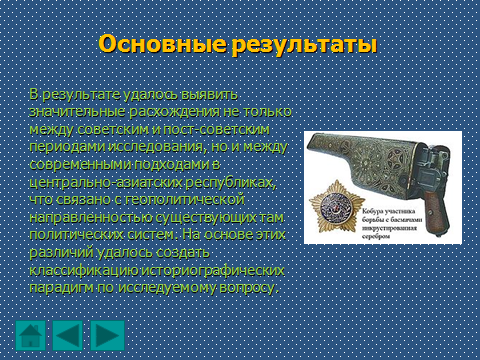 Основные результаты
В результате удалось выявить
значительные расхождения не только
между советским и пост-советским
периодами исследования, но и между
современными подходами в
центрально-азиатских республиках,
что связано с геополитической
направленностью существующих там
политических систем. На основе этих
различий удалось создать
классификацию историографических
парадигм по исследуемому вопросу.
Кобура участника
борьбы с басмачами
инкрустированная
серебром